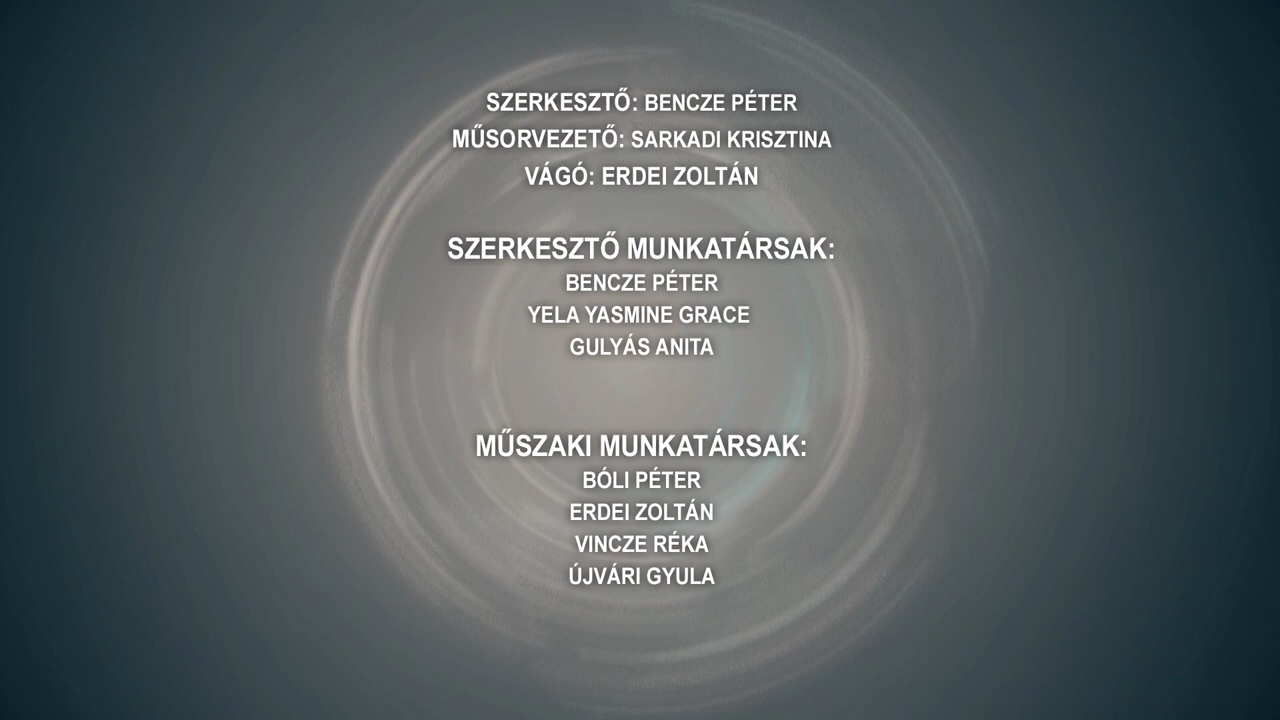 SZERKESZTŐ: BENCZE PÉTER
MŰSORVEZETŐ: SARKADI KRISZTINA
VÁGÓ: ERDEI ZOLTÁN
SZERKESZTŐ MUNKATÁRSAK:
BENCZE PÉTER
YELA YASMINE GRACE
GULYÁS ANITA
MŰSZAKI MUNKATÁRSAK:
BÓLI PÉTER
ERDEI ZOLTÁN
VINCZE RÉKA
ÚJVÁRI GYULA